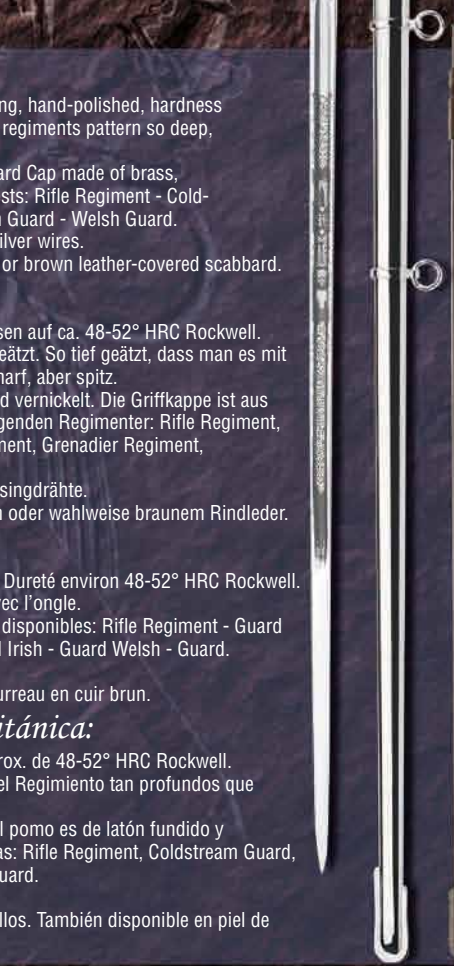 ng, hand-polished, hardness
regiments pattern so deep,
ard Cap made of brass,
sts: Rifle Regiment - Cold-
n Guard - Welsh Guard.
ilver wires.
or brown leather-covered scabbard.
sen auf ca. 48-52° HRC Rockwell.
eätzt. So tief geätzt, dass man es mit
narf, aber spitz.
d vernickelt. Die Griffkappe ist aus
genden Regimenter: Rifle Regiment,
nent, Grenadier Regiment,
singdrähte.
n oder wahlweise braunem Rindleder.
Dureté environ 48-52° HRC Rockwell.
vec l’ongle.
disponibles: Rifle Regiment - Guard
l Irish - Guard Welsh - Guard.
urreau en cuir brun.
itánica:
rox. de 48-52° HRC Rockwell.
el Regimiento tan profundos que
l pomo es de latón fundido y
as: Rifle Regiment, Coldstream Guard,
uard.
llos. También disponible en piel de